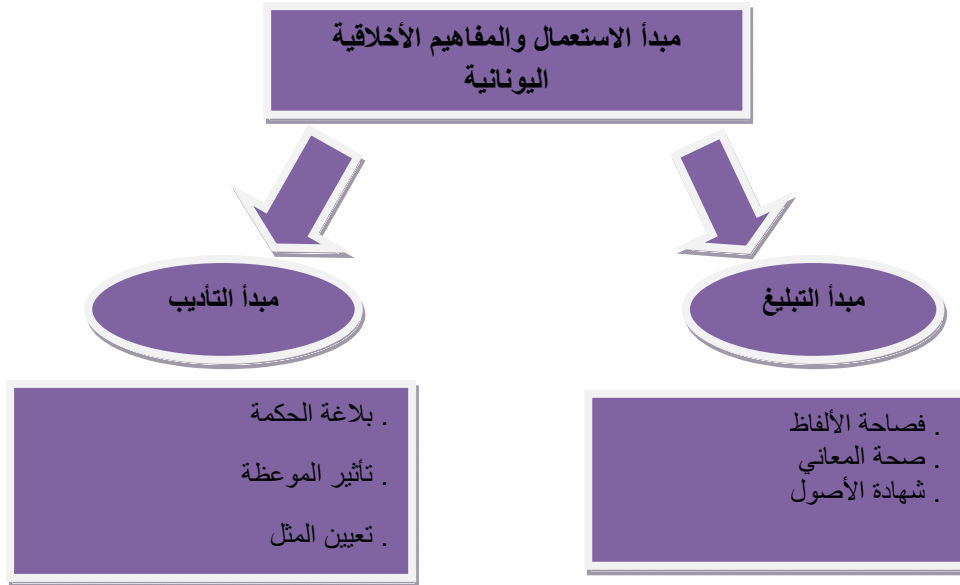 مبدأ الاستعمال والمفاهيم الأخلاقية
اليونانية
مبدأ التبليغ
. فصاحة الألفاظ
. صحة المعاني
. شهادة الأصول
مبدأ التأديب
. بلاغة الحكمة
. تأثير الموعظة
. تعيين المثل